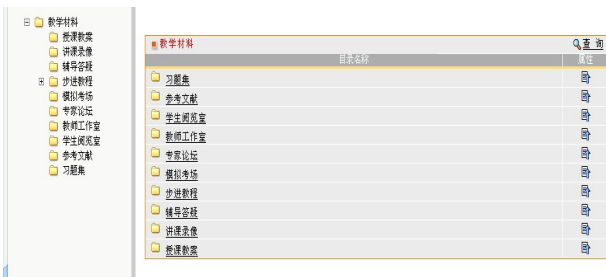 教学材料
授课教案
讲课录像
辅导答疑
步进教程
模拟考场
专家论坛
教师工作室
学生阅览室
参考文献
习题集
教学材料 查 询
目录名称 属性
习题集
参考文献
学生阅览室
教师工作室
专家论坛
模拟考场
步进教程
辅导答疑
讲课录像
授课教案